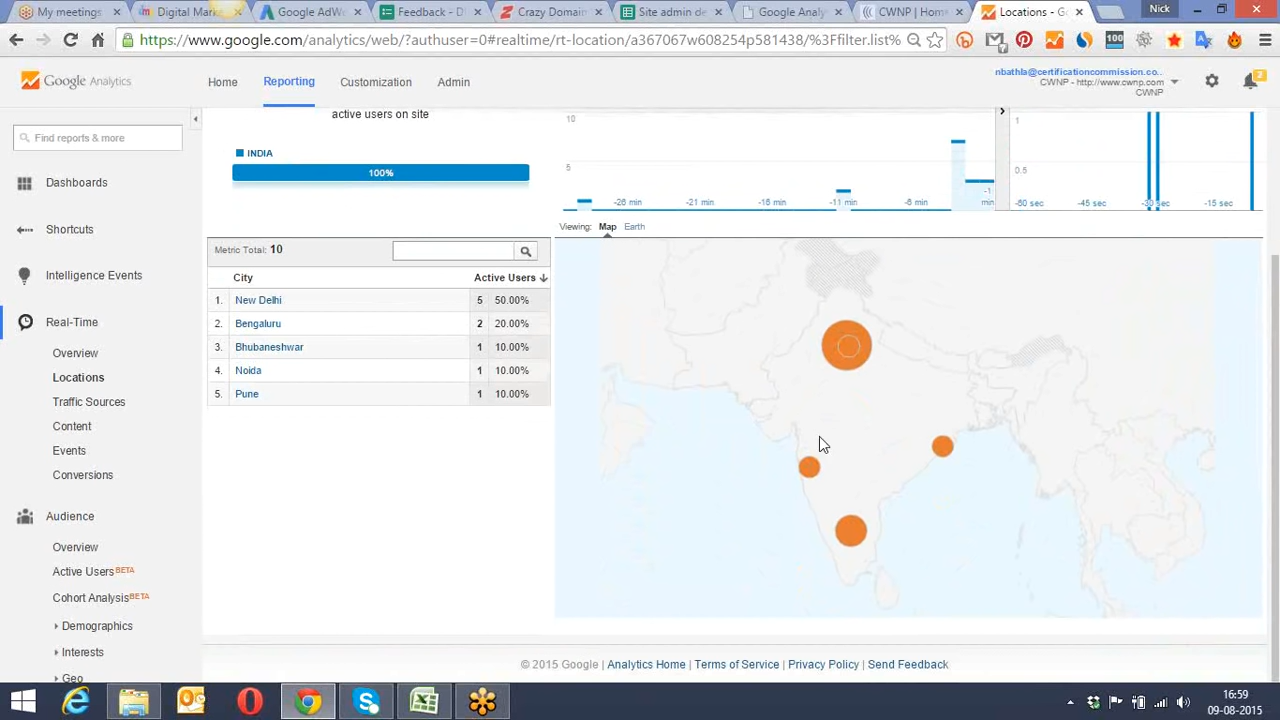 My meetings
Digital Marke
Google AdWo
Feedback - D
Crazy Domain
Site admin de
Google Analy
CWNP | Home
Locations - Go
Nick
https://www.google.com/analytics/web/?authuser=0#realtime/rt-location/a367067w608254p581438/%3Ffilter.list%
100
Google Analytics
Home
Reporting
Customization
Admin
nbathla@certificationcommission.co...
CWNP - http://www.cwnp.com
CWNP
Find reports & more
Dashboards
Shortcuts
Intelligence Events
Real-Time
Overview
Locations
Traffic Sources
Content
Events
Conversions
Audience
Overview
Active Users BETA
Cohort Analysis BETA
Demographics
Interests
Geo
active users on site
INDIA
100%
10
5
-26 min
-21 min
-16 min
-11 min
-6 min
-1
min
1
0.5
-60 sec
-45 sec
-30 sec
-15 sec
Viewing: Map Earth
Metric Total: 10
City Active Users
1. New Delhi 5 50.00%
2. Bengaluru 2 20.00%
3. Bhubaneshwar 1 10.00%
4. Noida 1 10.00%
5. Pune 1 10.00%
© 2015 Google | Analytics Home | Terms of Service | Privacy Policy | Send Feedback
16:59
09-08-2015